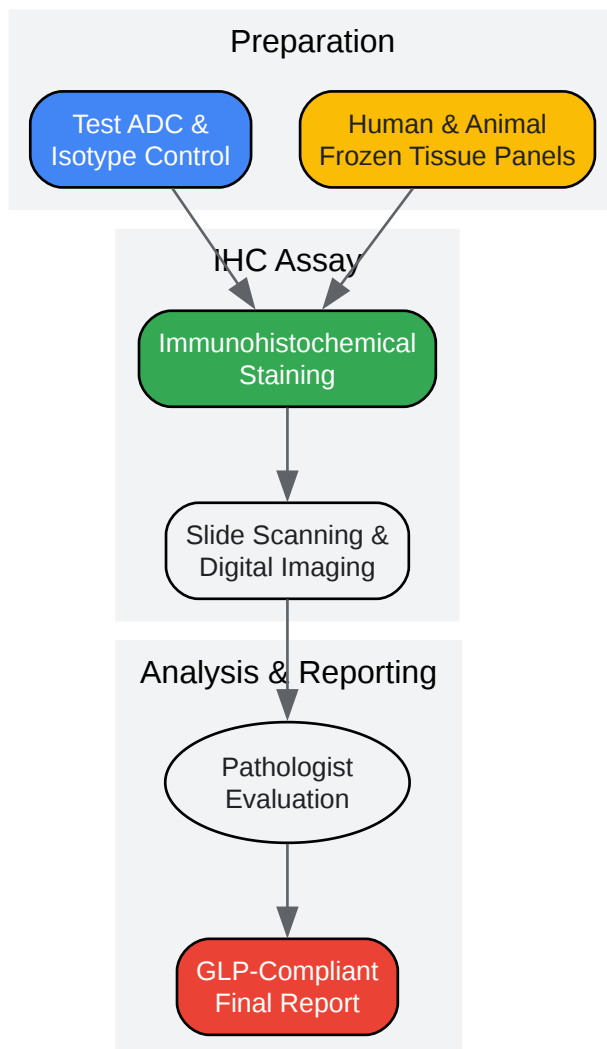 Preparation
Test ADC &
Isotype Control
Human & Animal
Frozen Tissue Panels
IHC Assay
Immunohistochemical
Staining
Slide Scanning &
Digital Imaging
Analysis & Reporting
Pathologist
Evaluation
GLP-Compliant
Final Report